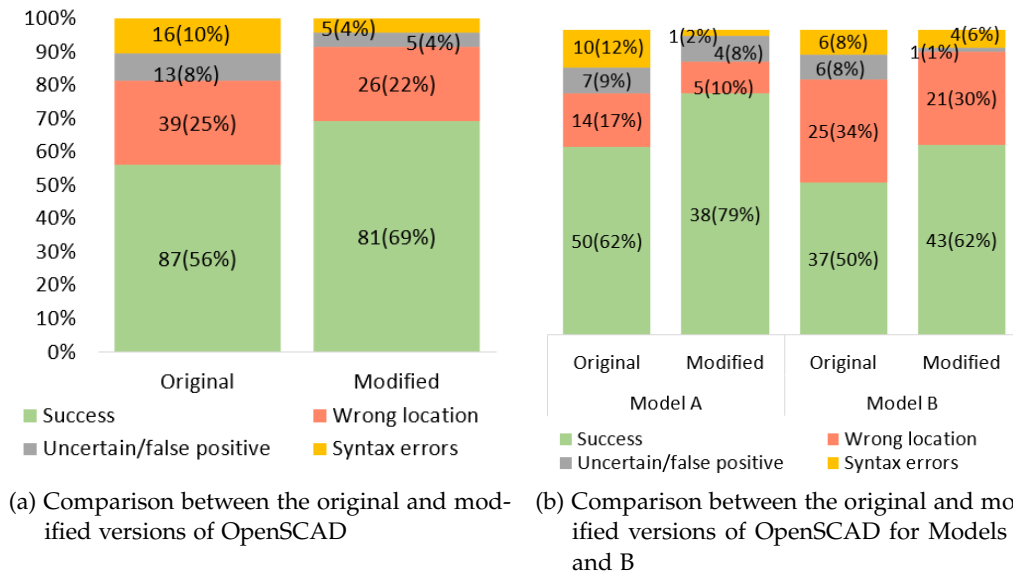 100%
90%
80%
70%
60%
50%
40%
30%
20%
10%
0%
16(10%)
13(8%)
39(25%)
87(56%)
5(4%)
5(4%)
26(22%)
81(69%)
Original
Modified
Success
Wrong location
Uncertain/false positive
Syntax errors
(a) Comparison between the original and mod-
ified versions of OpenSCAD
10(12%)
7(9%)
14(17%)
50(62%)
1(2%)
4(8%)
5(10%)
38(79%)
6(8%)
6(8%)
25(34%)
37(50%)
4(6%)
1(1%)
21(30%)
43(62%)
Original
Modified
Original
Modified
Model A
Model B
Success
Wrong location
Uncertain/false positive
Syntax errors
(b) Comparison between the original and mo
ified versions of OpenSCAD for Models
and B